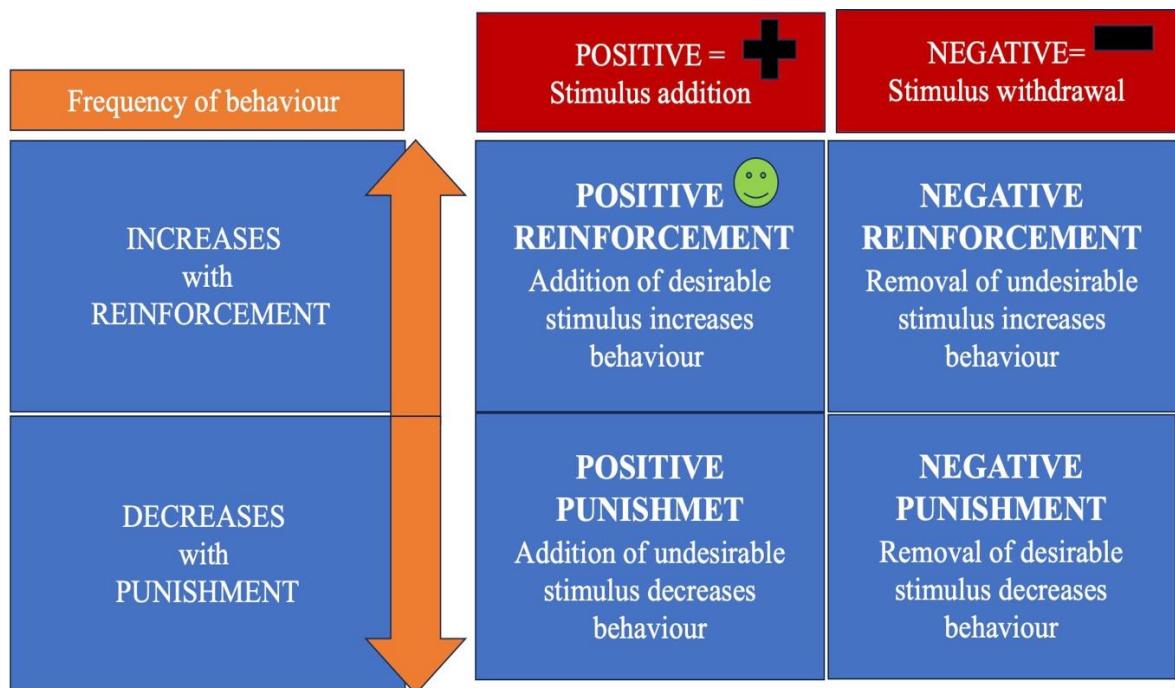 POSITIVE =
Stimulus addition
NEGATIVE=
Stimulus withdrawal
Frequency of behaviour
INCREASES
with
REINFORCEMENT
POSITIVE
REINFORCEMENT
Addition of desirable
stimulus increases
behaviour
NEGATIVE
REINFORCEMENT
Removal of undesirable
stimulus increases
behaviour
DECREASES
with
PUNISHMENT
POSITIVE
PUNISHMET
Addition of undesirable
stimulus decreases
behaviour
NEGATIVE
PUNISHMENT
Removal of desirable
stimulus decreases
behaviour